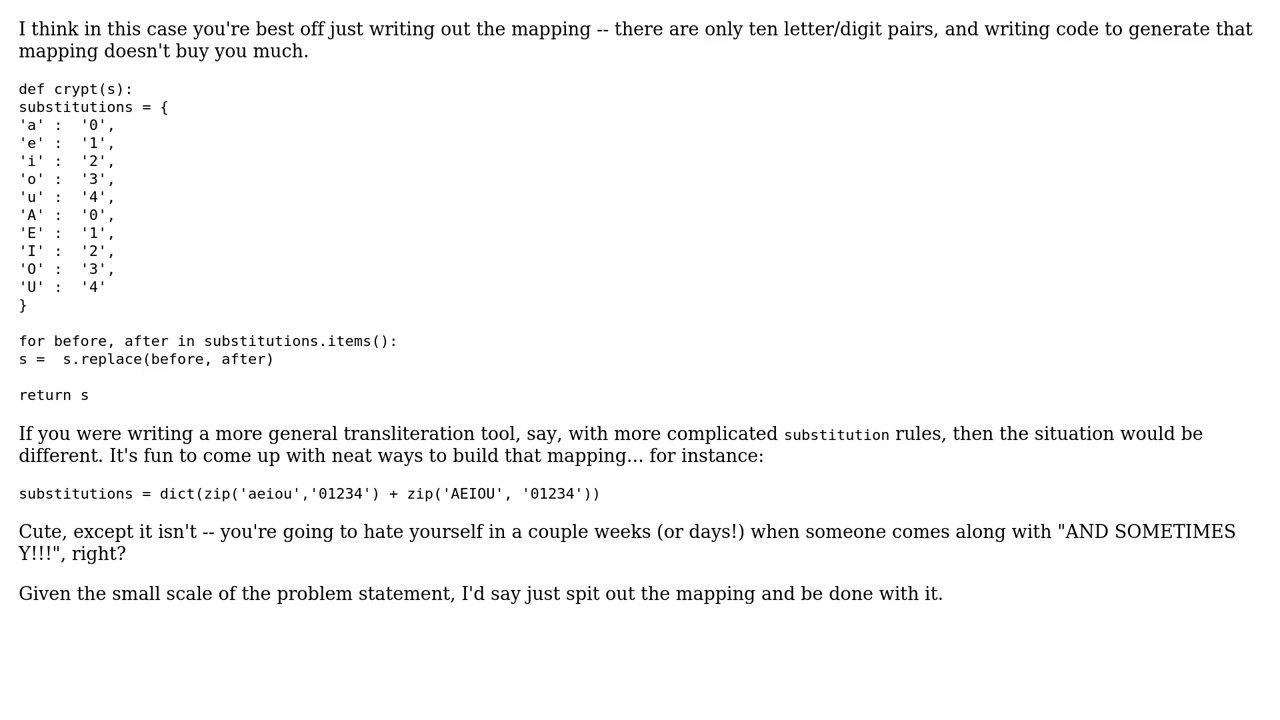 I think in this case you're best off just writing out the mapping -- there are only ten letter/digit pairs, and writing code to generate that
mapping doesn't buy you much.
def crypt(s):
substitutions = {
'a' :  '0',
'e' :  '1',
'i' :  '2',
'o' :  '3',
'u' :  '4',
'A' :  '0',
'E' :  '1',
'I' :  '2',
'O' :  '3',
'U' :  '4'
}
for before, after in substitutions.items():
s =  s.replace(before, after)
return s
If you were writing a more general transliteration tool, say, with more complicated substitution rules, then the situation would be
different. It's fun to come up with neat ways to build that mapping... for instance:
substitutions = dict(zip('aeiou','01234') + zip('AEIOU', '01234'))
Cute, except it isn't -- you're going to hate yourself in a couple weeks (or days!) when someone comes along with "AND SOMETIMES
Y!!!", right?
Given the small scale of the problem statement, I'd say just spit out the mapping and be done with it.